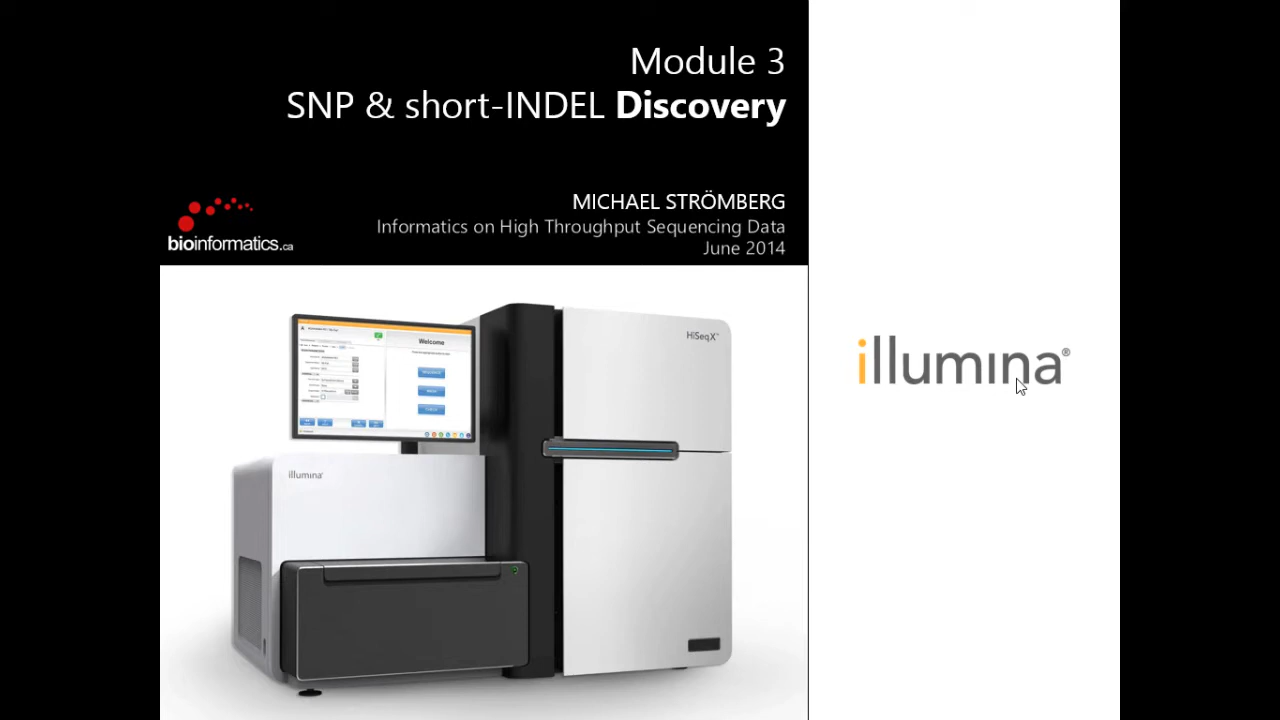 Module 3
SNP & short-INDEL Discovery
MICHAEL STRÖMBERG
Informatics on High Throughput Sequencing Data
June 2014
bioinformatics.ca
HiSeq X™
Welcome
illumina®
illumina®